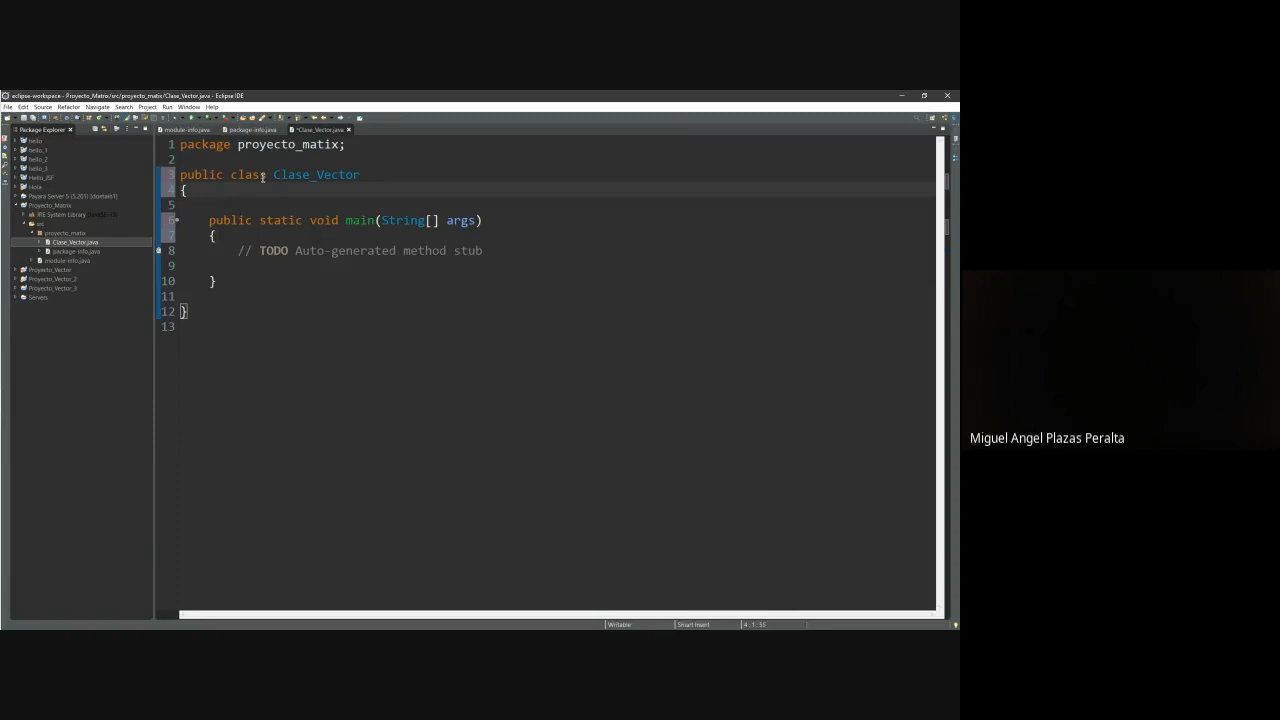 eclipse-workspace - Proyecto_Matrix/src/proyecto_matix/Clase_Vector.java - Eclipse IDE
File Edit Source Refactor Navigate Search Project Run Window Help
Package Explorer
module-info.java
package-info.java
*Clase_Vector.java
hello
hello_1
hello_2
hello_3
Hello_JSF
Hola
Payara Server 5 (5.201) [domain1]
Proyecto_Matrix
JRE System Library
src
proyecto_matix
Clase_Vector.java
package-info.java
module-info.java
Proyecto_Vector
Proyecto_Vector_2
Proyecto_Vector_3
Servers
1 package proyecto_matix;
2
3 public class Clase_Vector
4 {
5
6 public static void main(String[] args)
7 {
8 // TODO Auto-generated method stub
9
10 }
11
12 }
13
Writable
Smart Insert
4 : 1 : 55
Miguel Angel Plazas Peralta